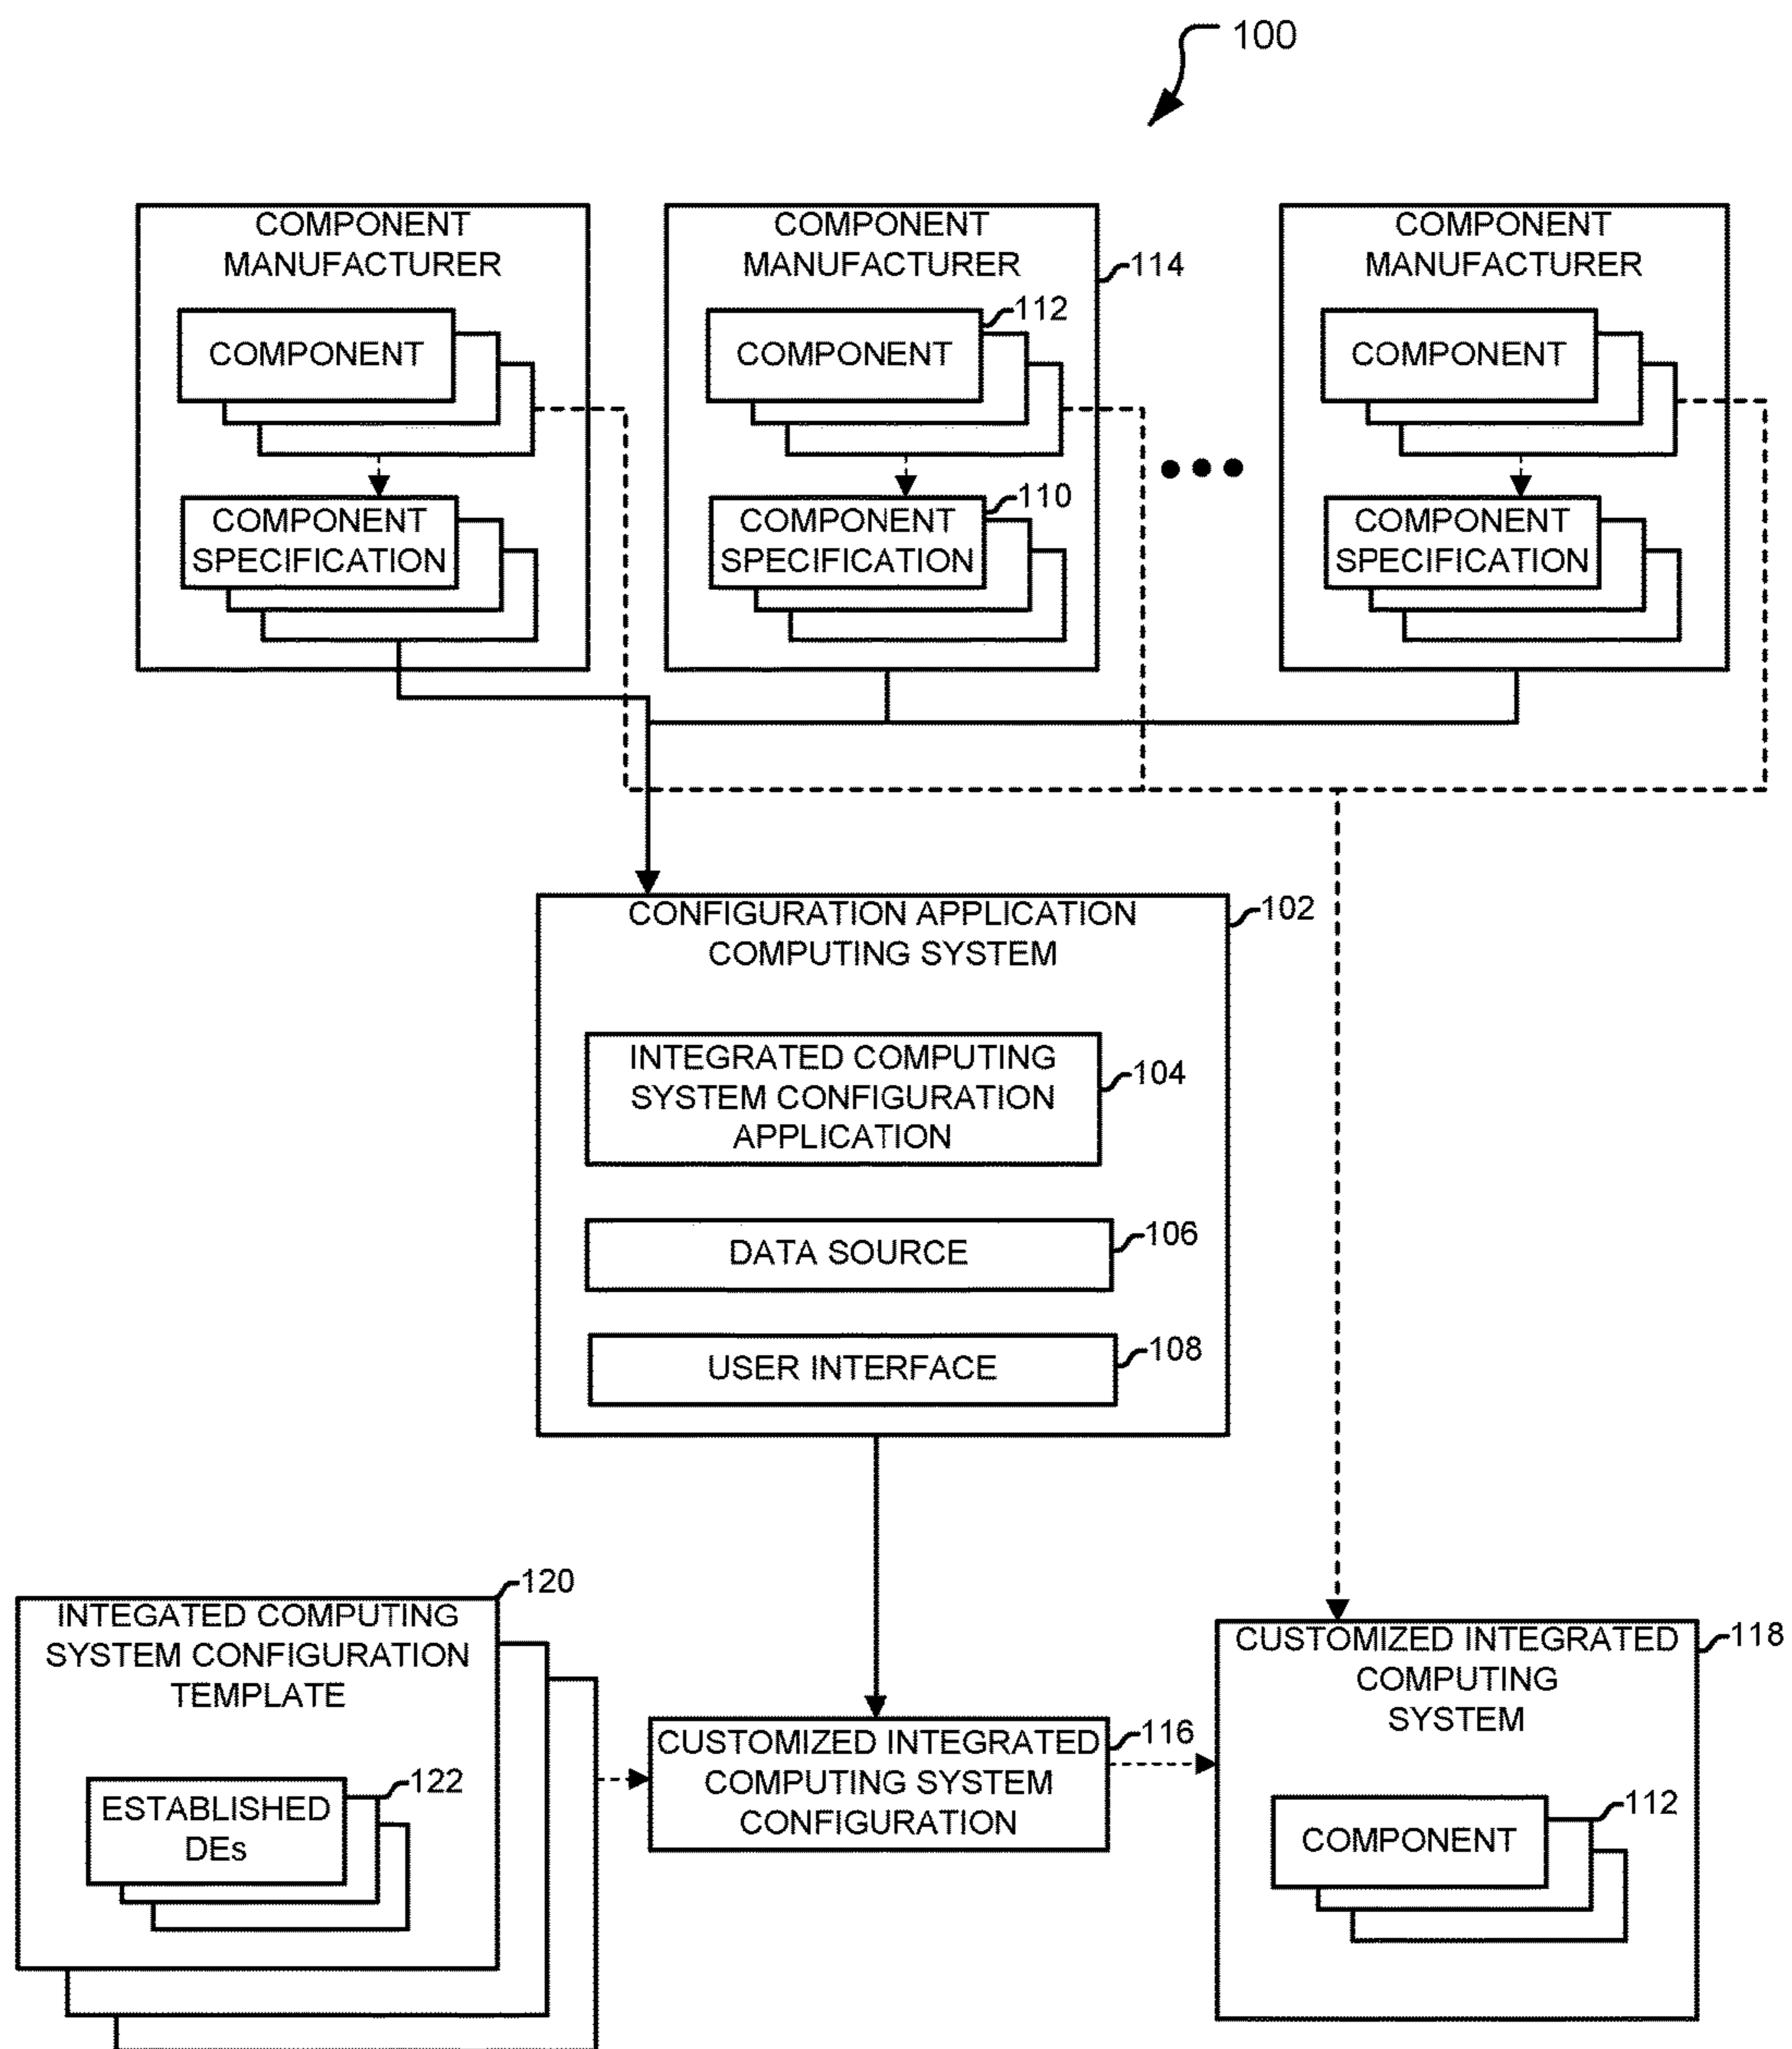 100
COMPONENT
MANUFACTURER
COMPONENT
COMPONENT
SPECIFICATION
COMPONENT
MANUFACTURER
114
112
COMPONENT
110
COMPONENT
SPECIFICATION
COMPONENT
MANUFACTURER
COMPONENT
COMPONENT
SPECIFICATION
CONFIGURATION APPLICATION
COMPUTING SYSTEM
102
INTEGRATED COMPUTING
SYSTEM CONFIGURATION
APPLICATION
104
DATA SOURCE
106
USER INTERFACE
108
120
INTEGATED COMPUTING
SYSTEM CONFIGURATION
TEMPLATE
122
ESTABLISHED
DEs
CUSTOMIZED INTEGRATED
COMPUTING SYSTEM
CONFIGURATION
116
CUSTOMIZED INTEGRATED
COMPUTING
SYSTEM
118
112
COMPONENT